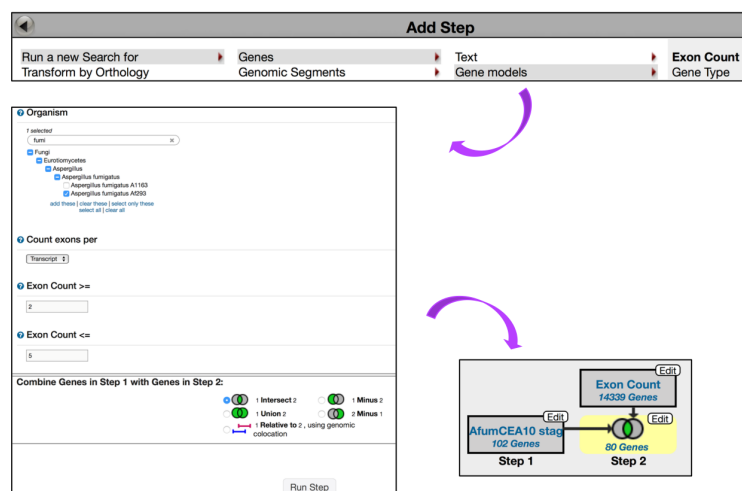 Add Step
Run a new Search for Genes Text Exon Count
Transform by Orthology Genomic Segments Gene models Gene Type
Organism
1 selected
fumi
Fungi
Eurotiomycetes
Aspergillus
Aspergillus fumigatus
Aspergillus fumigatus A1163
Aspergillus fumigatus Af293
add these | clear these | select only these
select all | clear all
Count exons per
Transcript
Exon Count >=
2
Exon Count <=
5
Combine Genes in Step 1 with Genes in Step 2:
1 Intersect 2 1 Minus 2
1 Union 2 2 Minus 1
1 Relative to 2 , using genomic
colocation
Run Step
Edit
Exon Count
14339 Genes
Edit Edit
AfumCEA10 stag
102 Genes 80 Genes
Step 1 Step 2